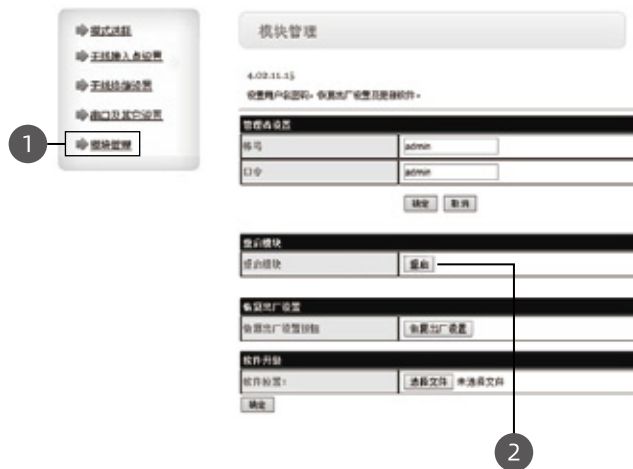 模式选择
无线接入点设置
无线终端设置
串口及其它设置
1
模块管理
模块管理
4.02.11.15
设置用户名密码，恢复出厂设置及更新软件。
管理者设置
帐号
admin
口令
admin
确定 取消
重启模块
重启模块
重启
恢复出厂设置
恢复出厂设置按钮
恢复出厂设置
软件升级
软件位置：
选择文件 未选择文件
确定
2